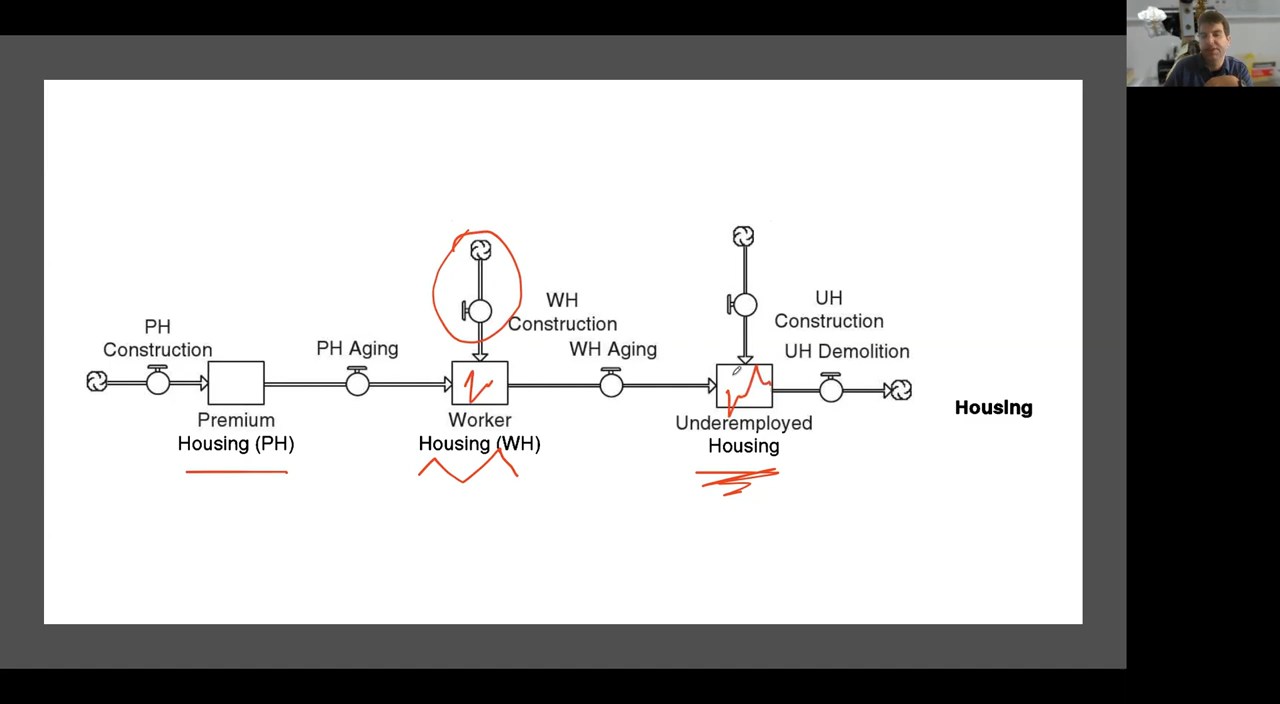 PH
Construction
PH Aging
WH
Construction
WH Aging
UH
Construction
UH Demolition
Premium
Housing (PH)
Worker
Housing (WH)
Underemployed
Housing
Housing